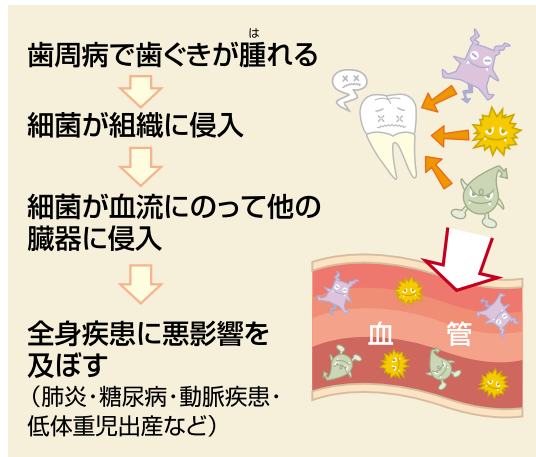 歯周病で歯ぐきが腫れる
は
細菌が組織に侵入
細菌が血流にのって他の
臓器に侵入
全身疾患に悪影響を
及ぼす
（肺炎・糖尿病・動脈疾患・
低体重児出産など）
血管